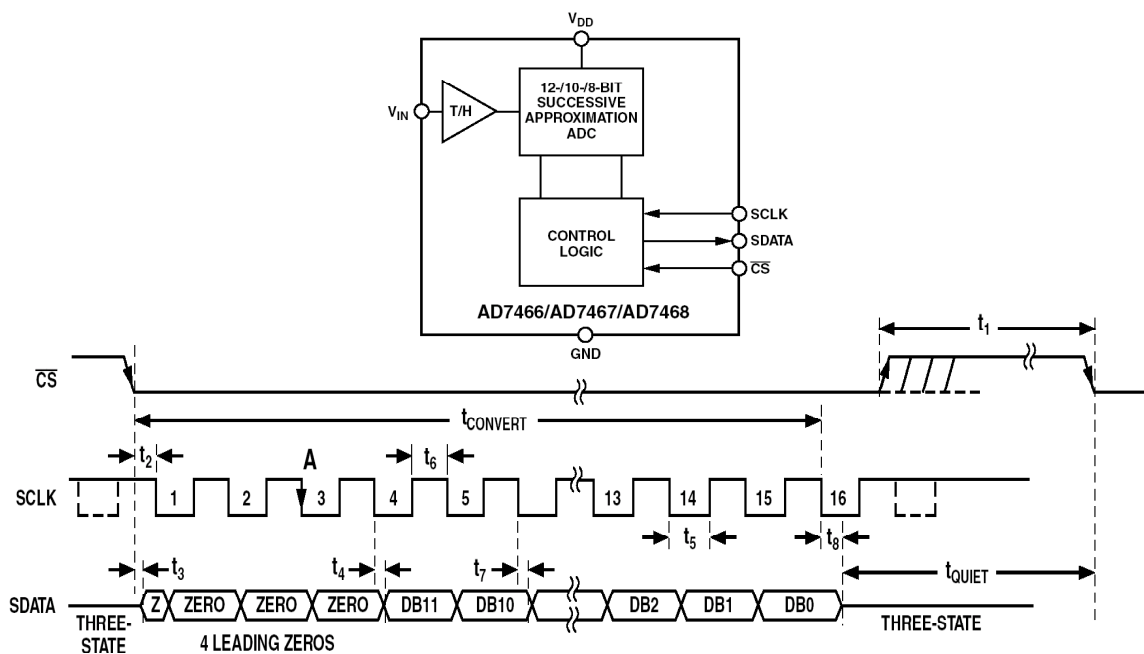 VDD
12-/10-/8-BIT
SUCCESSIVE
APPROXIMATION
ADC
T/H
VIN
CONTROL
LOGIC
SCLK
SDATA
CS
AD7466/AD7467/AD7468
GND
t1
CS
tCONVERT
t2
A
t6
SCLK
1
2
3
4
5
13
14
15
16
t5
t8
t3
t4
t7
tQUIET
SDATA
Z
ZERO
ZERO
ZERO
DB11
DB10
DB2
DB1
DB0
THREE-
STATE
THREE-STATE
4 LEADING ZEROS